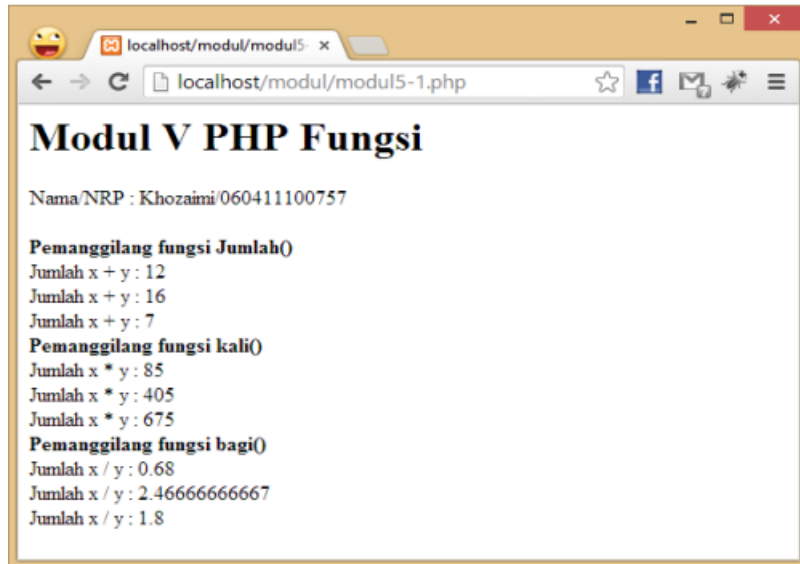 localhost/modul/modul5-
localhost/modul/modul5-1.php
Modul V PHP Fungsi
Nama/NRP : Khozaimi/060411100757
Pemanggilang fungsi Jumlah()
Jumlah x + y : 12
Jumlah x + y : 16
Jumlah x + y : 7
Pemanggilang fungsi kali()
Jumlah x * y : 85
Jumlah x * y : 405
Jumlah x * y : 675
Pemanggilang fungsi bagi()
Jumlah x / y : 0.68
Jumlah x / y : 2.46666666667
Jumlah x / y : 1.8